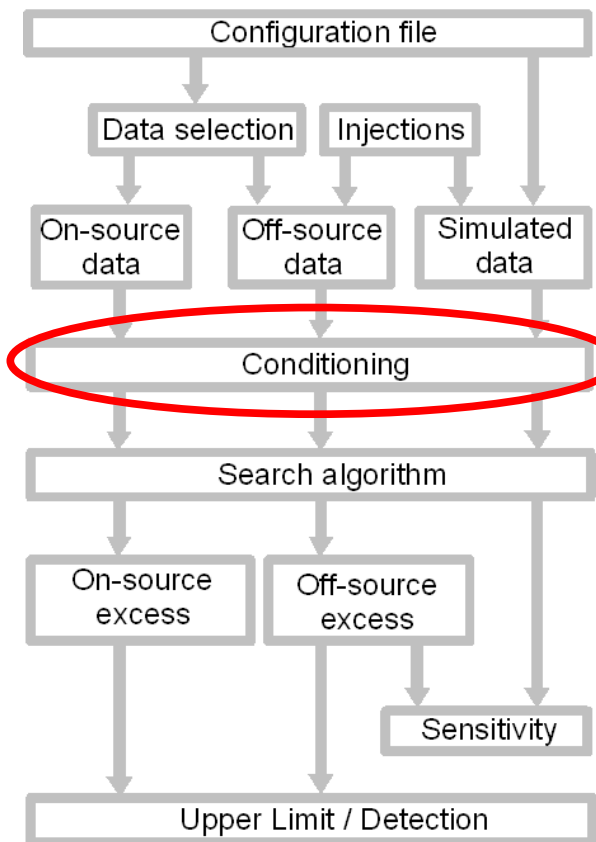 Configuration file
Data selection
Injections
On-source
data
Off-source
data
Simulated
data
Conditioning
Search algorithm
On-source
excess
Off-source
excess
Sensitivity
Upper Limit / Detection